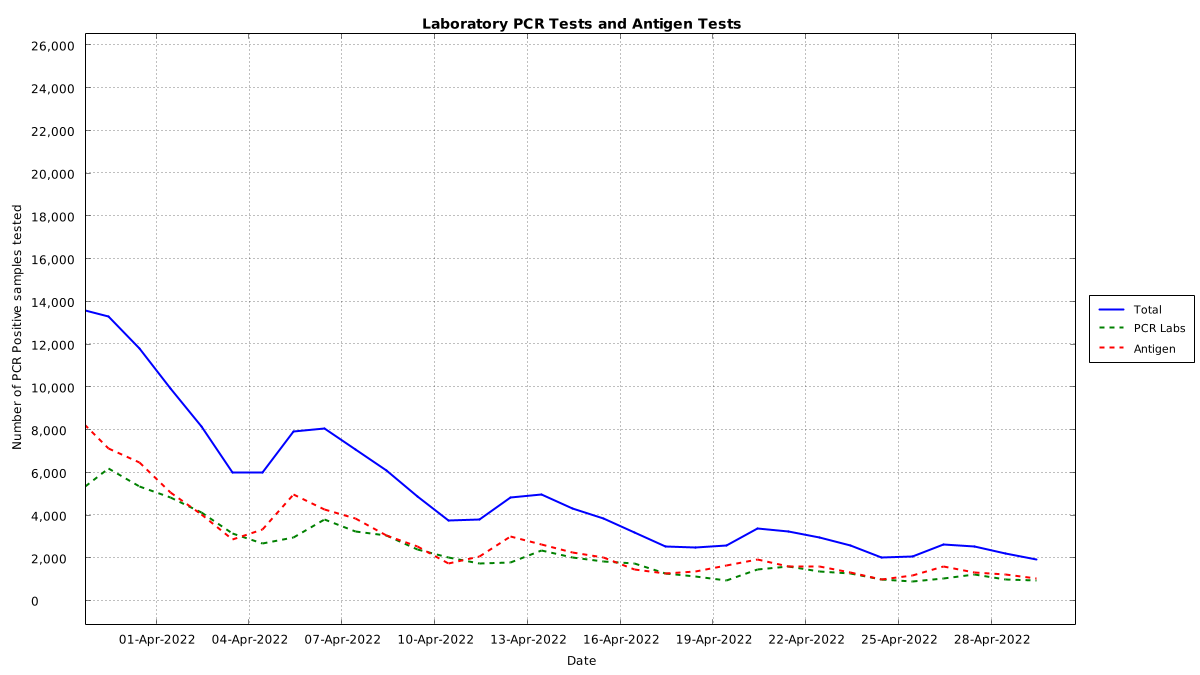 Laboratory PCR Tests and Antigen Tests
26,000
24,000
22,000
20,000
18,000
16,000
14,000
12,000
10,000
8,000
6,000
4,000
2,000
0
Number of PCR Positive samples tested
01-Apr-2022 04-Apr-2022 07-Apr-2022 10-Apr-2022 13-Apr-2022 16-Apr-2022 19-Apr-2022 22-Apr-2022 25-Apr-2022 28-Apr-2022
Date
Total
PCR Labs
Antigen